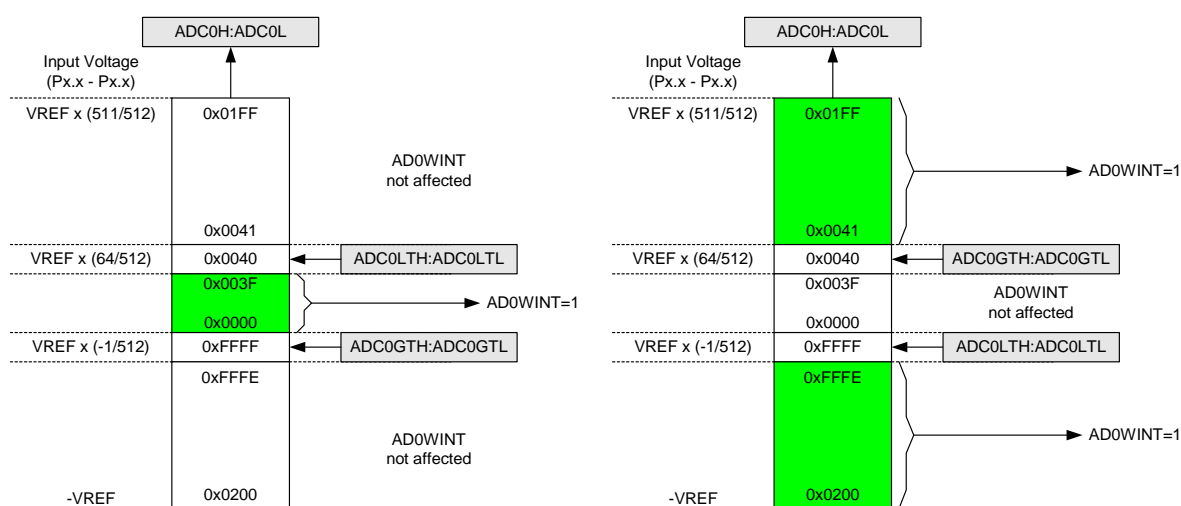 ADC0H:ADC0L
Input Voltage
(Px.x - Px.x)
VREF x (511/512)
0x01FF
AD0WINT
not affected
0x0041
VREF x (64/512)
0x0040
ADC0LTH:ADC0LTL
0x003F
AD0WINT=1
0x0000
VREF x (-1/512)
0xFFFF
ADC0GTH:ADC0GTL
0xFFFE
AD0WINT
not affected
-VREF
0x0200
ADC0H:ADC0L
Input Voltage
(Px.x - Px.x)
VREF x (511/512)
0x01FF
AD0WINT=1
0x0041
VREF x (64/512)
0x0040
ADC0GTH:ADC0GTL
0x003F
AD0WINT
not affected
0x0000
VREF x (-1/512)
0xFFFF
ADC0LTH:ADC0LTL
0xFFFE
AD0WINT=1
-VREF
0x0200